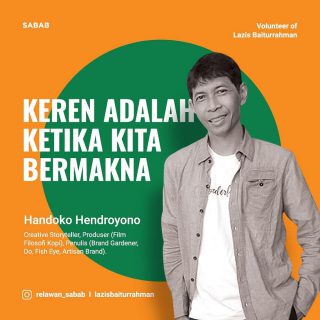 SABAB
Volunteer of
Lazis Baiturrahman
KEREN ADALAH
KETIKA KITA
BERMAKNA
Handoko Hendroyono
Creative Storyteller, Produser (Film
Filosofi Kopi), Penulis (Brand Gardener,
Do, Fish Eye, Artisan Brand).
relawan_sabab | lazisbaiturrahman